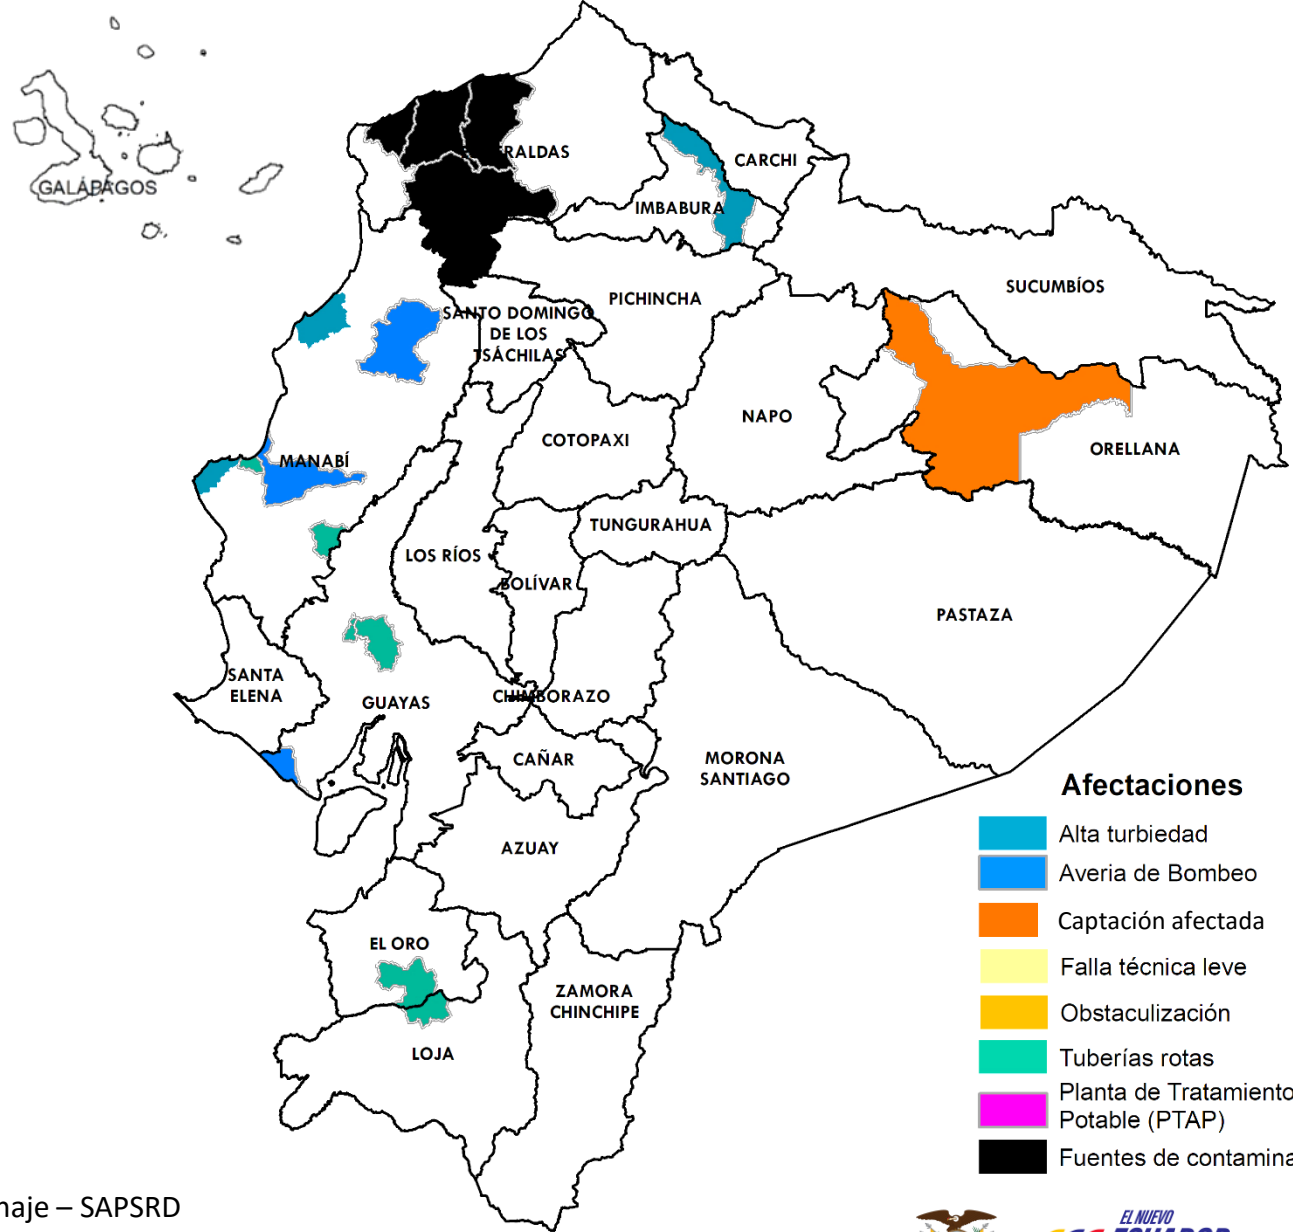 GALÁPAGOS
RALDAS
CARCHI
IMBABURA
SUCUMBÍOS
PICHINCHA
SANTO DOMINGO
DE LOS
TSÁCHILAS
NAPO
ORELLANA
COTOPAXI
MANABÍ
TUNGURAHUA
LOS RÍOS
BOLÍVAR
PASTAZA
SANTA
ELENA
GUAYAS
CHIMBORAZO
CAÑAR
MORONA
SANTIAGO
AZUAY
EL ORO
ZAMORA
CHINCHIPE
LOJA
Afectaciones
Alta turbiedad
Averia de Bombeo
Captación afectada
Falla técnica leve
Obstaculización
Tuberías rotas
Planta de Tratamiento
Potable (PTAP)
Fuentes de contamina
naje – SAPSRD
EL NUEVO
ECUADOR